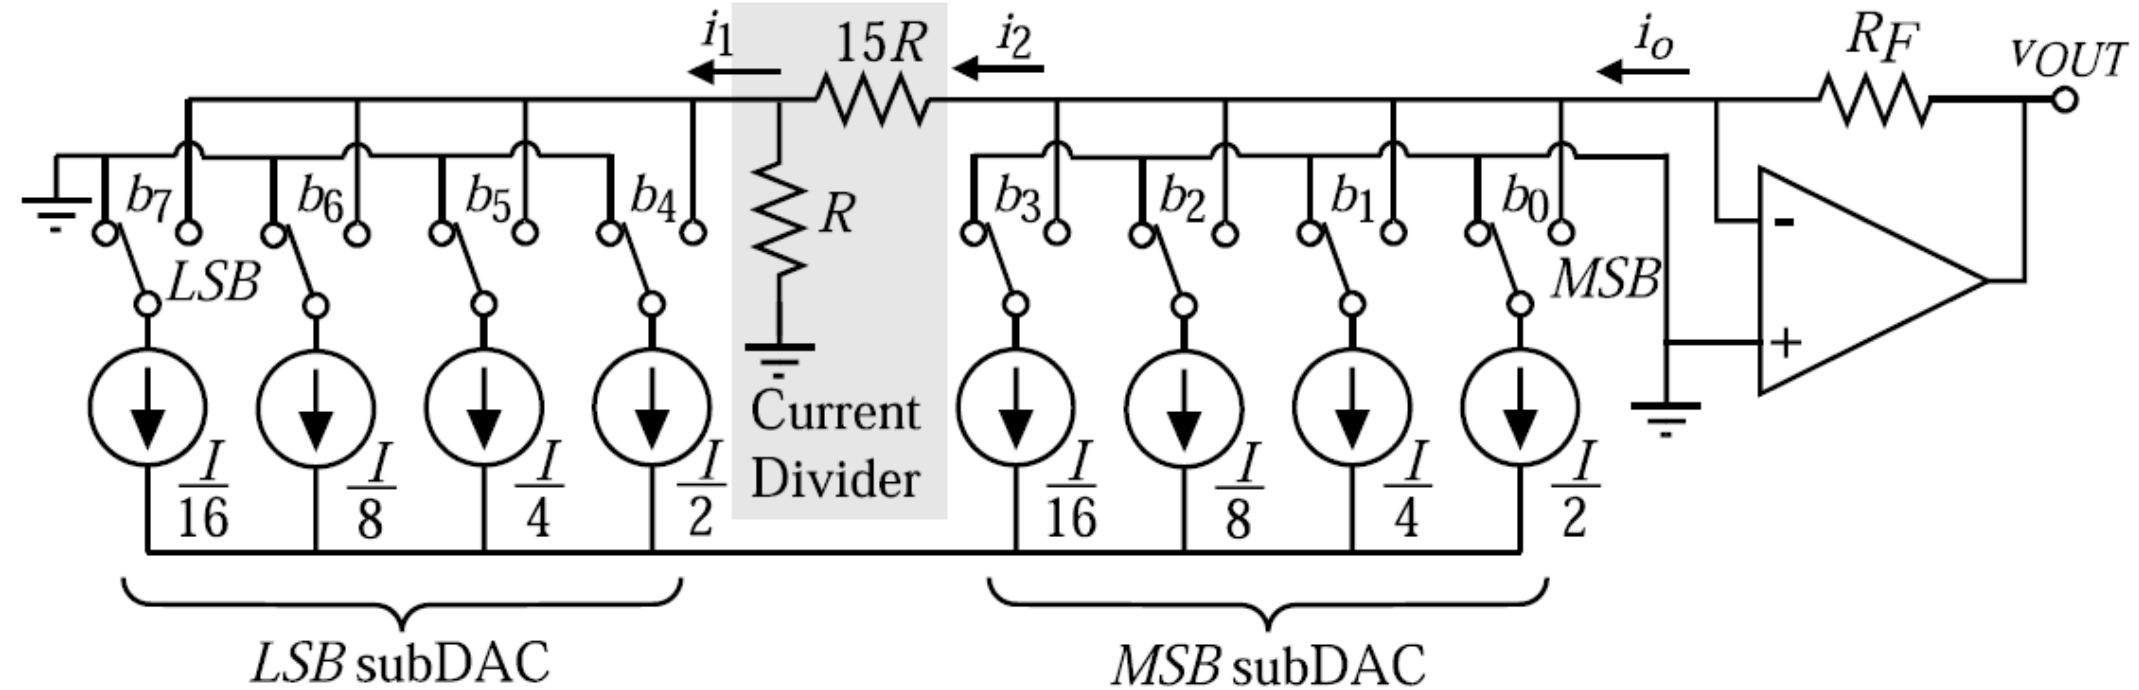 i1
15R
i2
io
RF
vOUT
b7
b6
b5
b4
R
b3
b2
b1
b0
LSB
MSB
-
+
I/16
I/8
I/4
I/2
Current
Divider
I/16
I/8
I/4
I/2
LSB subDAC
MSB subDAC